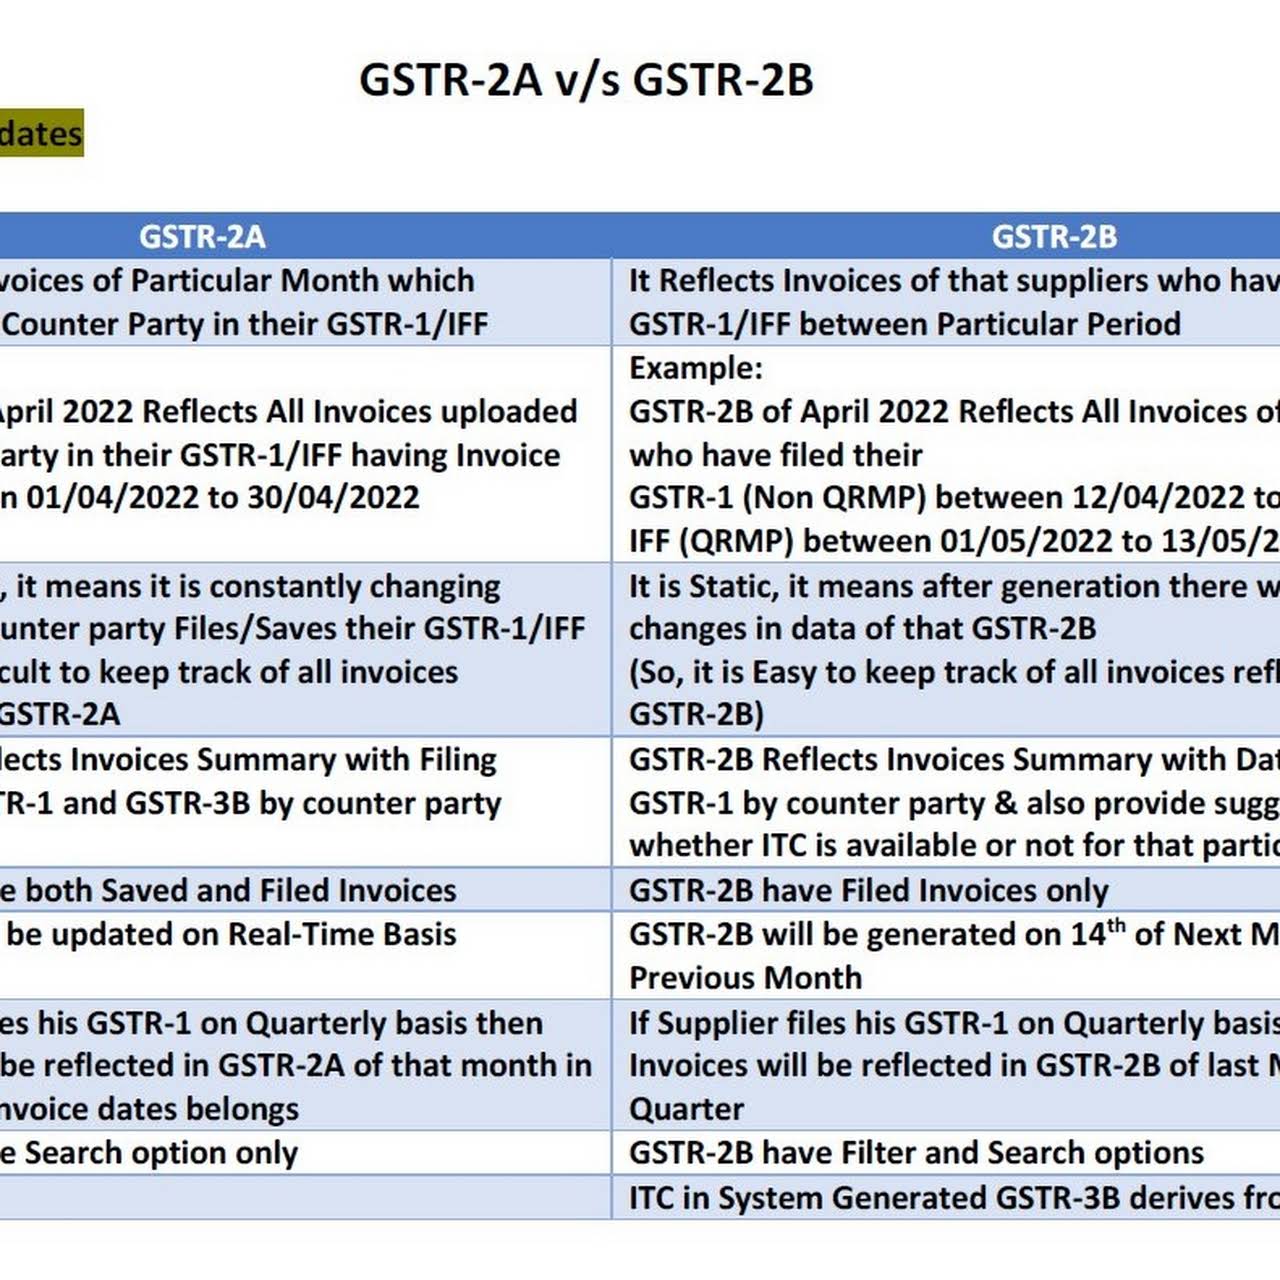 GSTR-2A v/s GSTR-2B
dates
GSTR-2A
GSTR-2B
voices of Particular Month which
Counter Party in their GSTR-1/IFF
It Reflects Invoices of that suppliers who hav
GSTR-1/IFF between Particular Period
April 2022 Reflects All Invoices uploaded
arty in their GSTR-1/IFF having Invoice
n 01/04/2022 to 30/04/2022
Example:
GSTR-2B of April 2022 Reflects All Invoices of
who have filed their
GSTR-1 (Non QRMP) between 12/04/2022 to
IFF (QRMP) between 01/05/2022 to 13/05/2
, it means it is constantly changing
unter party Files/Saves their GSTR-1/IFF
cult to keep track of all invoices
GSTR-2A
It is Static, it means after generation there w
changes in data of that GSTR-2B
(So, it is Easy to keep track of all invoices refl
GSTR-2B)
lects Invoices Summary with Filing
TR-1 and GSTR-3B by counter party
GSTR-2B Reflects Invoices Summary with Dat
GSTR-1 by counter party & also provide sugg
whether ITC is available or not for that partic
e both Saved and Filed Invoices
GSTR-2B have Filed Invoices only
be updated on Real-Time Basis
GSTR-2B will be generated on 14th of Next M
Previous Month
es his GSTR-1 on Quarterly basis then
be reflected in GSTR-2A of that month in
nvoice dates belongs
If Supplier files his GSTR-1 on Quarterly basis
Invoices will be reflected in GSTR-2B of last M
Quarter
e Search option only
GSTR-2B have Filter and Search options
ITC in System Generated GSTR-3B derives fro